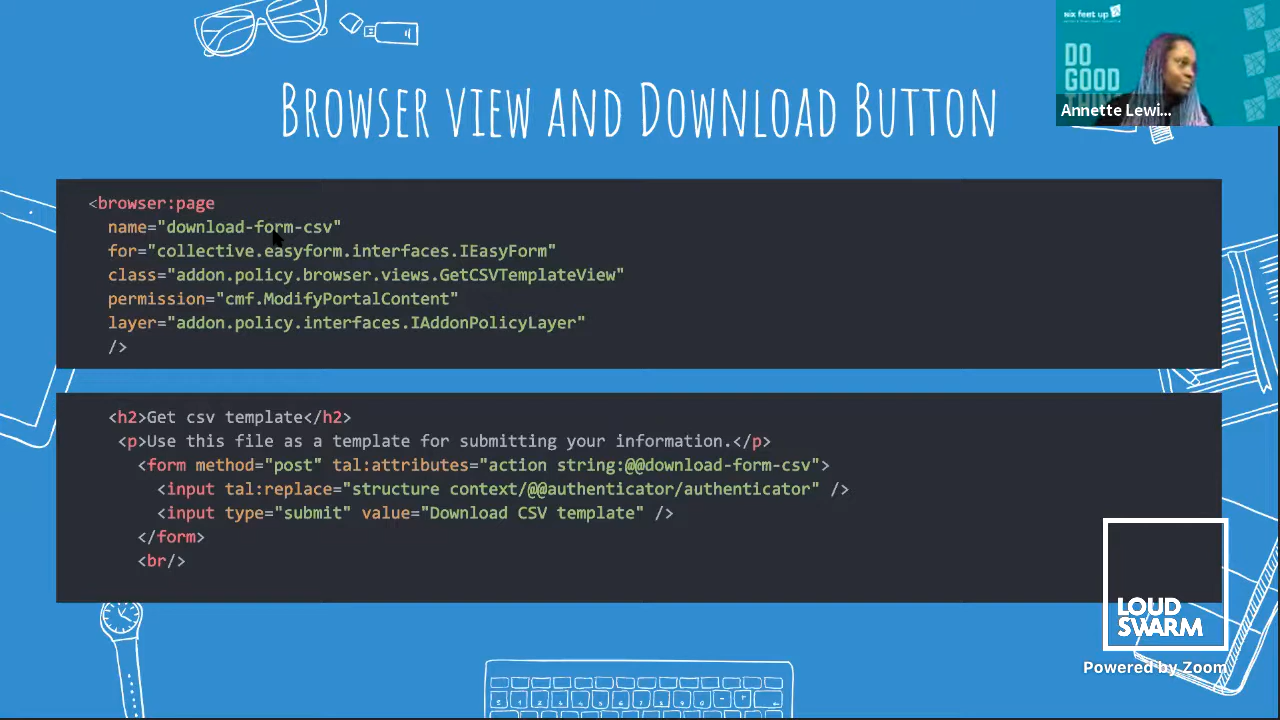 six feet up
DO
GOOD
Annette Lewi...
BROWSER VIEW AND DOWNLOAD BUTTON
<browser:page
name="download-form-csv"
for="collective.easyform.interfaces.IEasyForm"
class="addon.policy.browser.views.GetCSVTemplateView"
permission="cmf.ModifyPortalContent"
layer="addon.policy.interfaces.IAddonPolicyLayer"
/>
<h2>Get csv template</h2>
<p>Use this file as a template for submitting your information.</p>
<form method="post" tal:attributes="action string:@@download-form-csv">
<input tal:replace="structure context/@@authenticator/authenticator" />
<input type="submit" value="Download CSV template" />
</form>
<br/>
LOUD
SWARM
Powered by Zoom